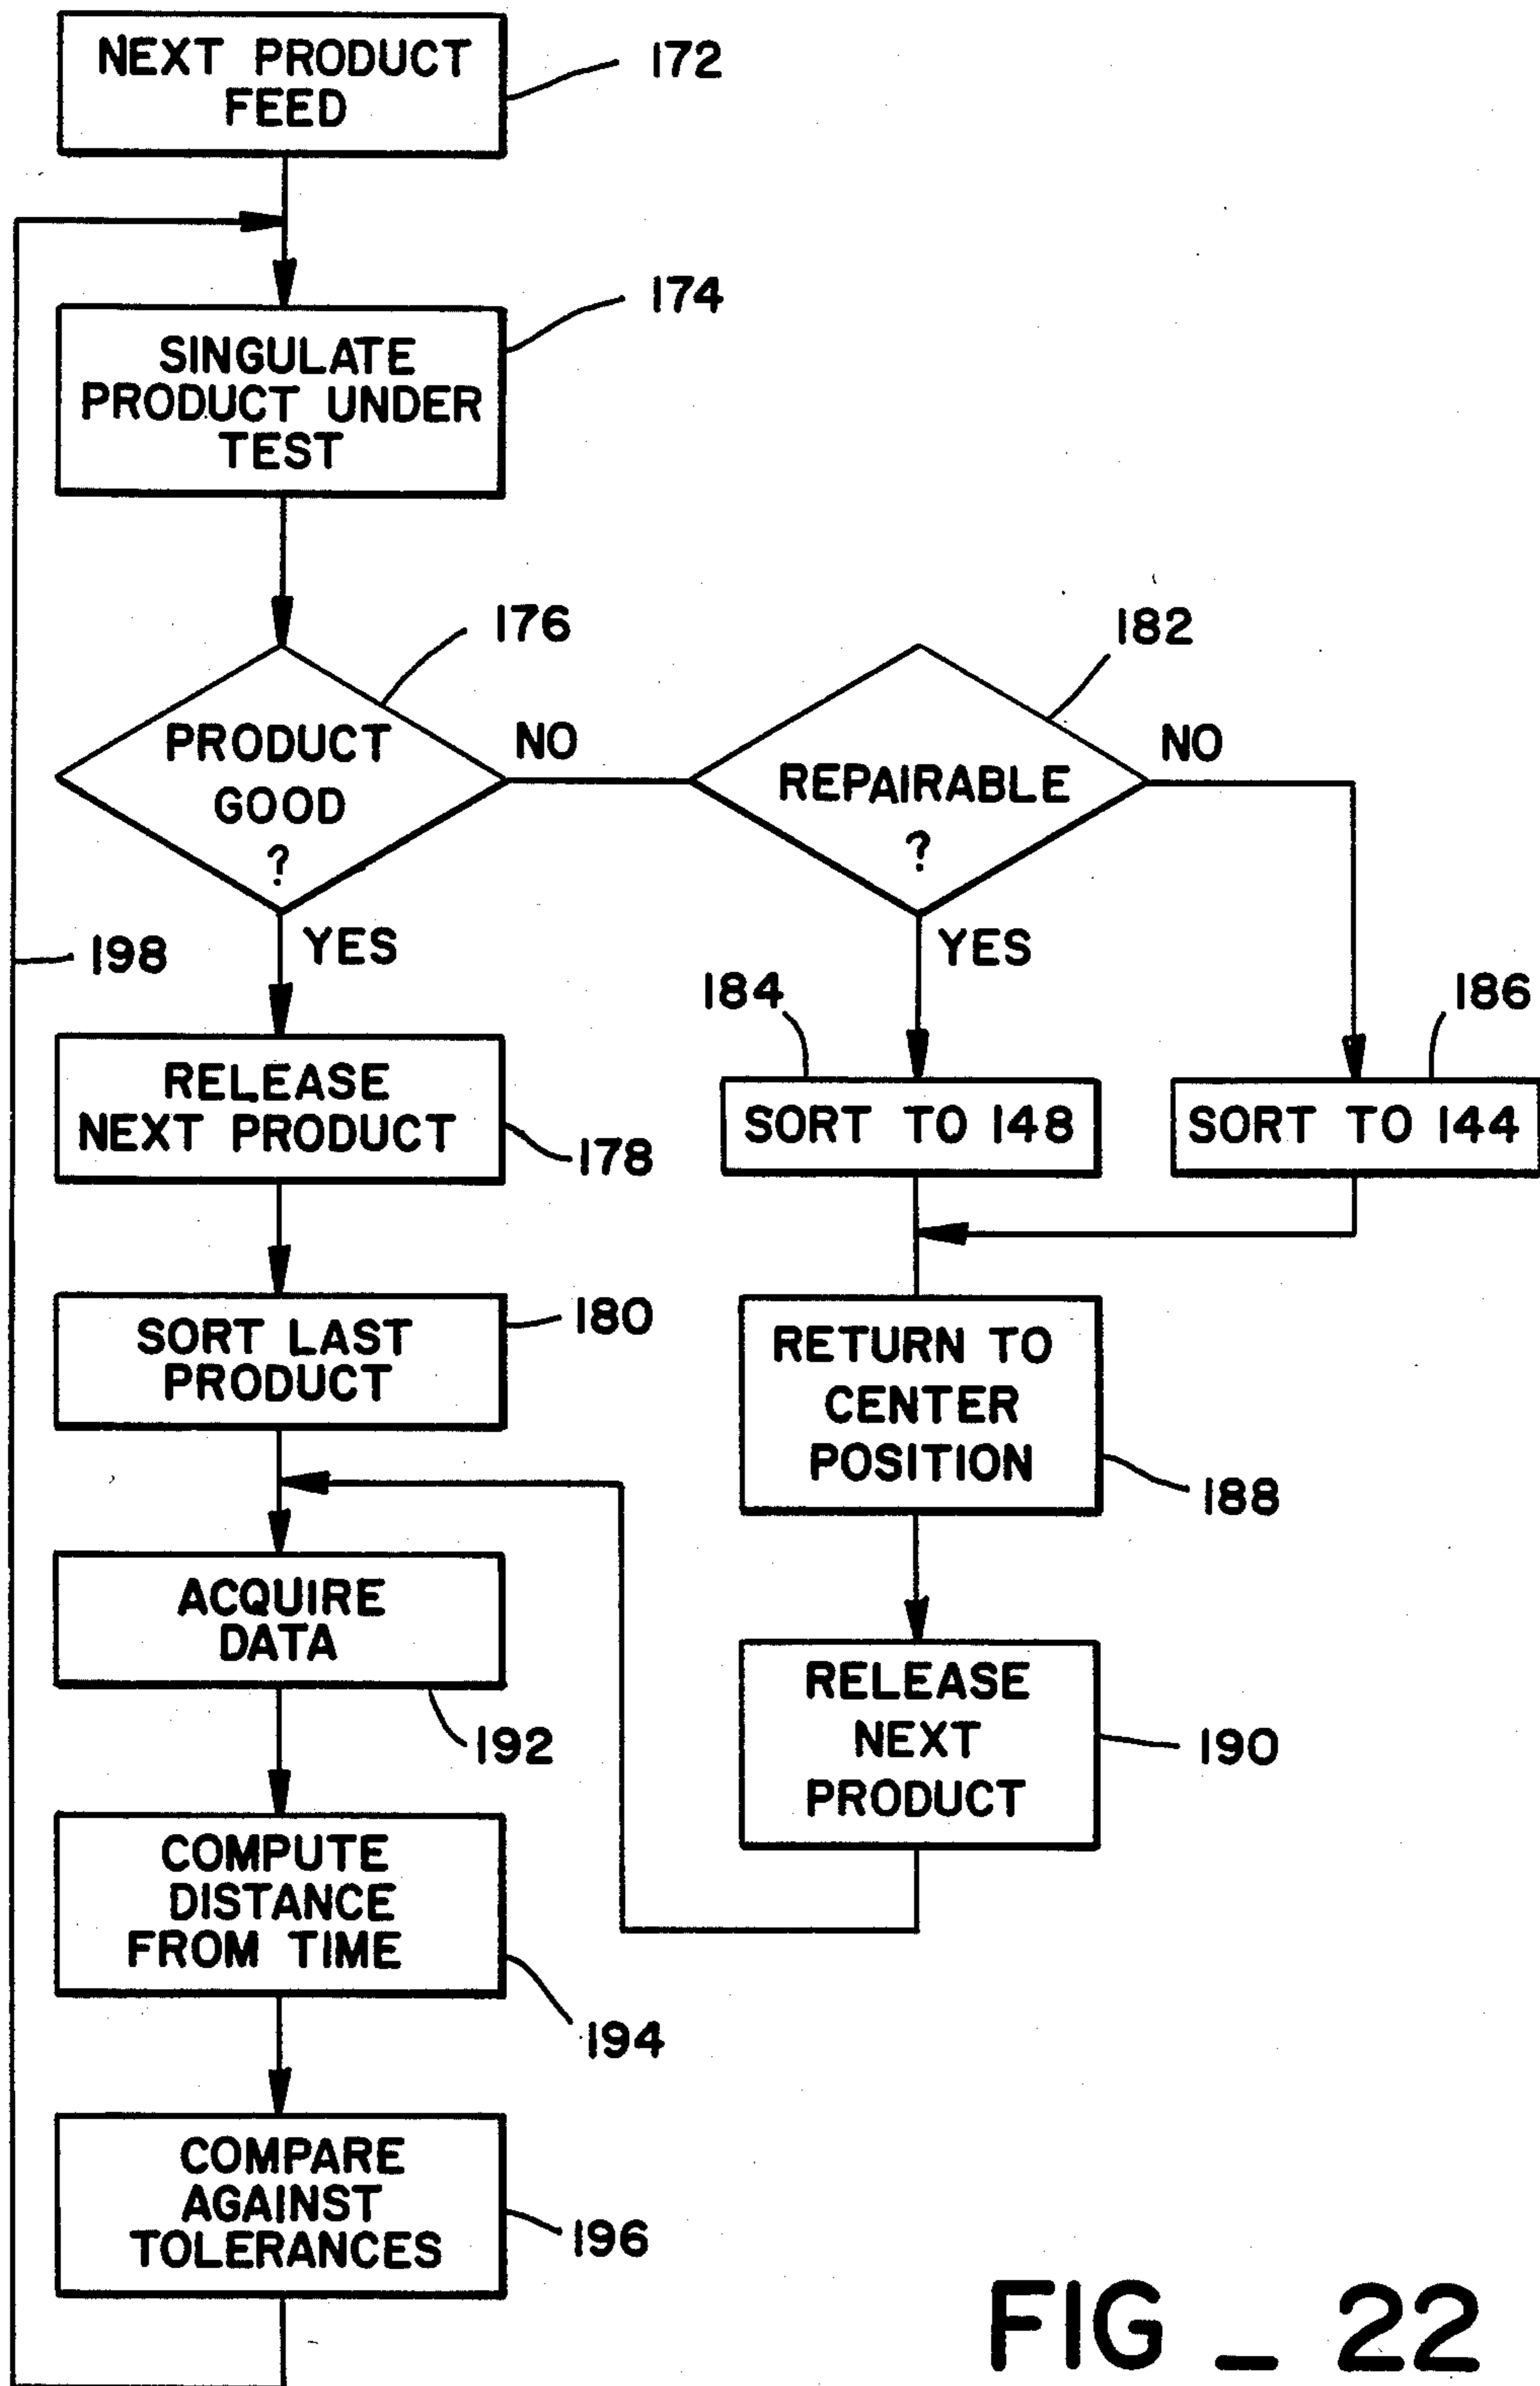 NEXT PRODUCT
FEED
172
174
SINGULATE
PRODUCT UNDER
TEST
176
182
PRODUCT
GOOD
?
NO
REPAIRABLE
?
NO
198
YES
YES
184
186
RELEASE
NEXT PRODUCT
178
SORT TO 148
SORT TO 144
SORT LAST
PRODUCT
180
RETURN TO
CENTER
POSITION
188
ACQUIRE
DATA
192
RELEASE
NEXT
PRODUCT
190
COMPUTE
DISTANCE
FROM TIME
194
COMPARE
AGAINST
TOLERANCES
196
FIG _ 22